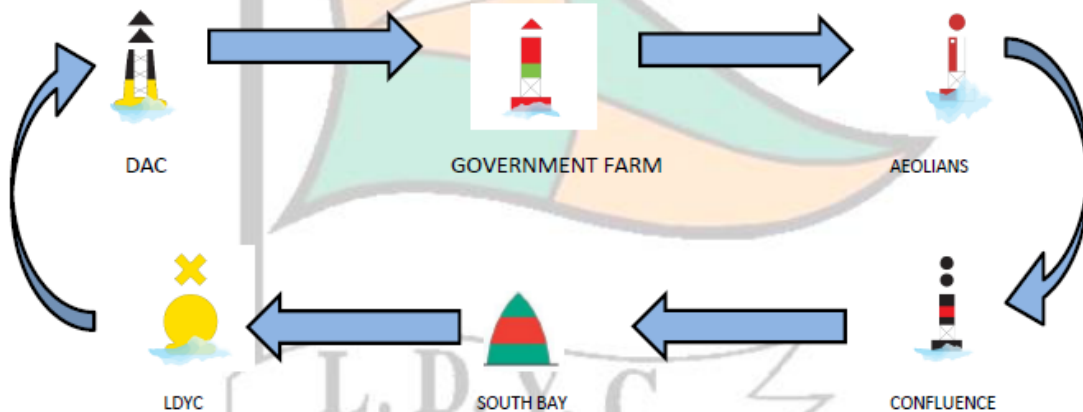 DAC
GOVERNMENT FARM
AEOLIANS
LDYC
SOUTH BAY
CONFLUENCE
L.D.Y.C